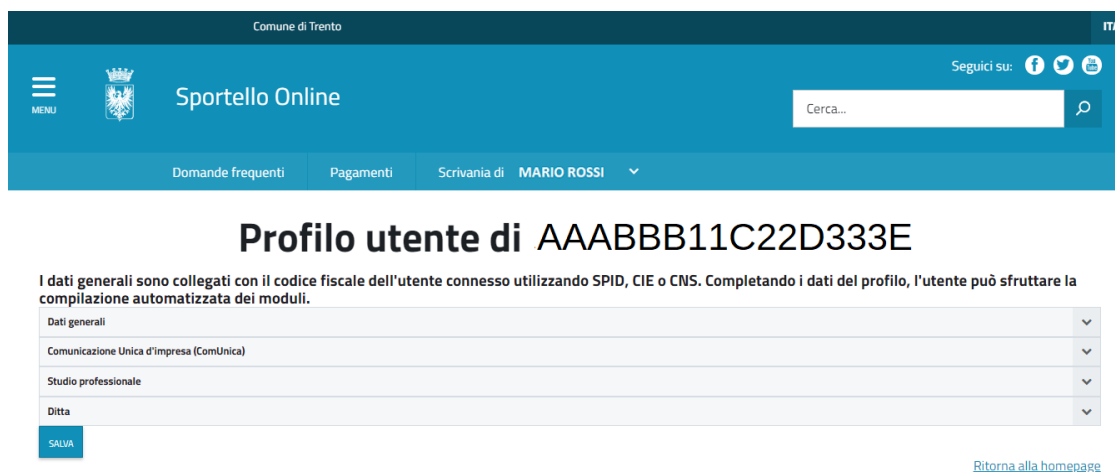 Comune di Trento
ITA
Seguici su:
MENU
Sportello Online
Cerca...
Domande frequenti
Pagamenti
Scrivania di MARIO ROSSI
Profilo utente di AAABBB11C22D333E
I dati generali sono collegati con il codice fiscale dell'utente connesso utilizzando SPID, CIE o CNS. Completando i dati del profilo, l'utente può sfruttare la
compilazione automatizzata dei moduli.
Dati generali
Comunicazione Unica d'impresa (ComUnica)
Studio professionale
Ditta
SALVA
Ritorna alla homepage